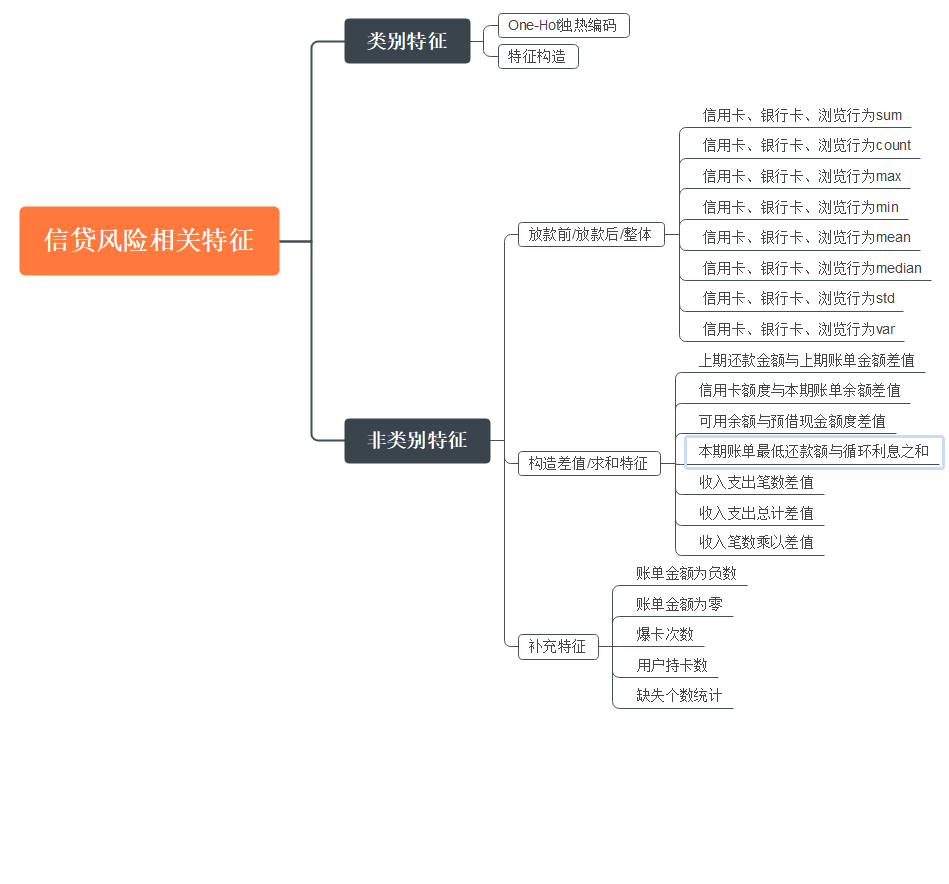 信贷风险相关特征
类别特征
One-Hot独热编码
特征构造
非类别特征
放款前/放款后/整体
信用卡、银行卡、浏览行为sum
信用卡、银行卡、浏览行为count
信用卡、银行卡、浏览行为max
信用卡、银行卡、浏览行为min
信用卡、银行卡、浏览行为mean
信用卡、银行卡、浏览行为median
信用卡、银行卡、浏览行为std
信用卡、银行卡、浏览行为var
构造差值/求和特征
上期还款金额与上期账单金额差值
信用卡额度与本期账单余额差值
可用余额与预借现金额度差值
本期账单最低还款额与循环利息之和
收入支出笔数差值
收入支出总计差值
收入笔数乘以差值
补充特征
账单金额为负数
账单金额为零
爆卡次数
用户持卡数
缺失个数统计